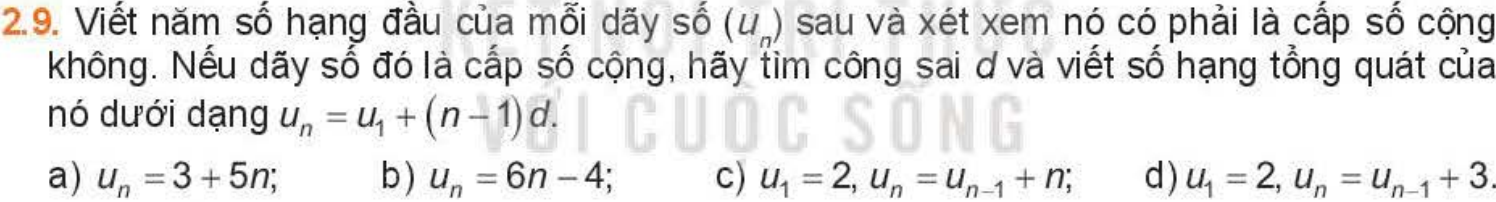 2.9. Viết năm số hạng đầu của mỗi dãy số (uₙ) sau và xét xem nó có phải là cấp số cộng
không. Nếu dãy số đó là cấp số cộng, hãy tìm công sai d và viết số hạng tổng quát của
nó dưới dạng uₙ = u₁ + (n − 1)d.
VỚI CUỘC SỐNG
a) uₙ = 3 + 5n; b) uₙ = 6n − 4; c) u₁ = 2, uₙ = uₙ₋₁ + n; d) u₁ = 2, uₙ = uₙ₋₁ + 3.